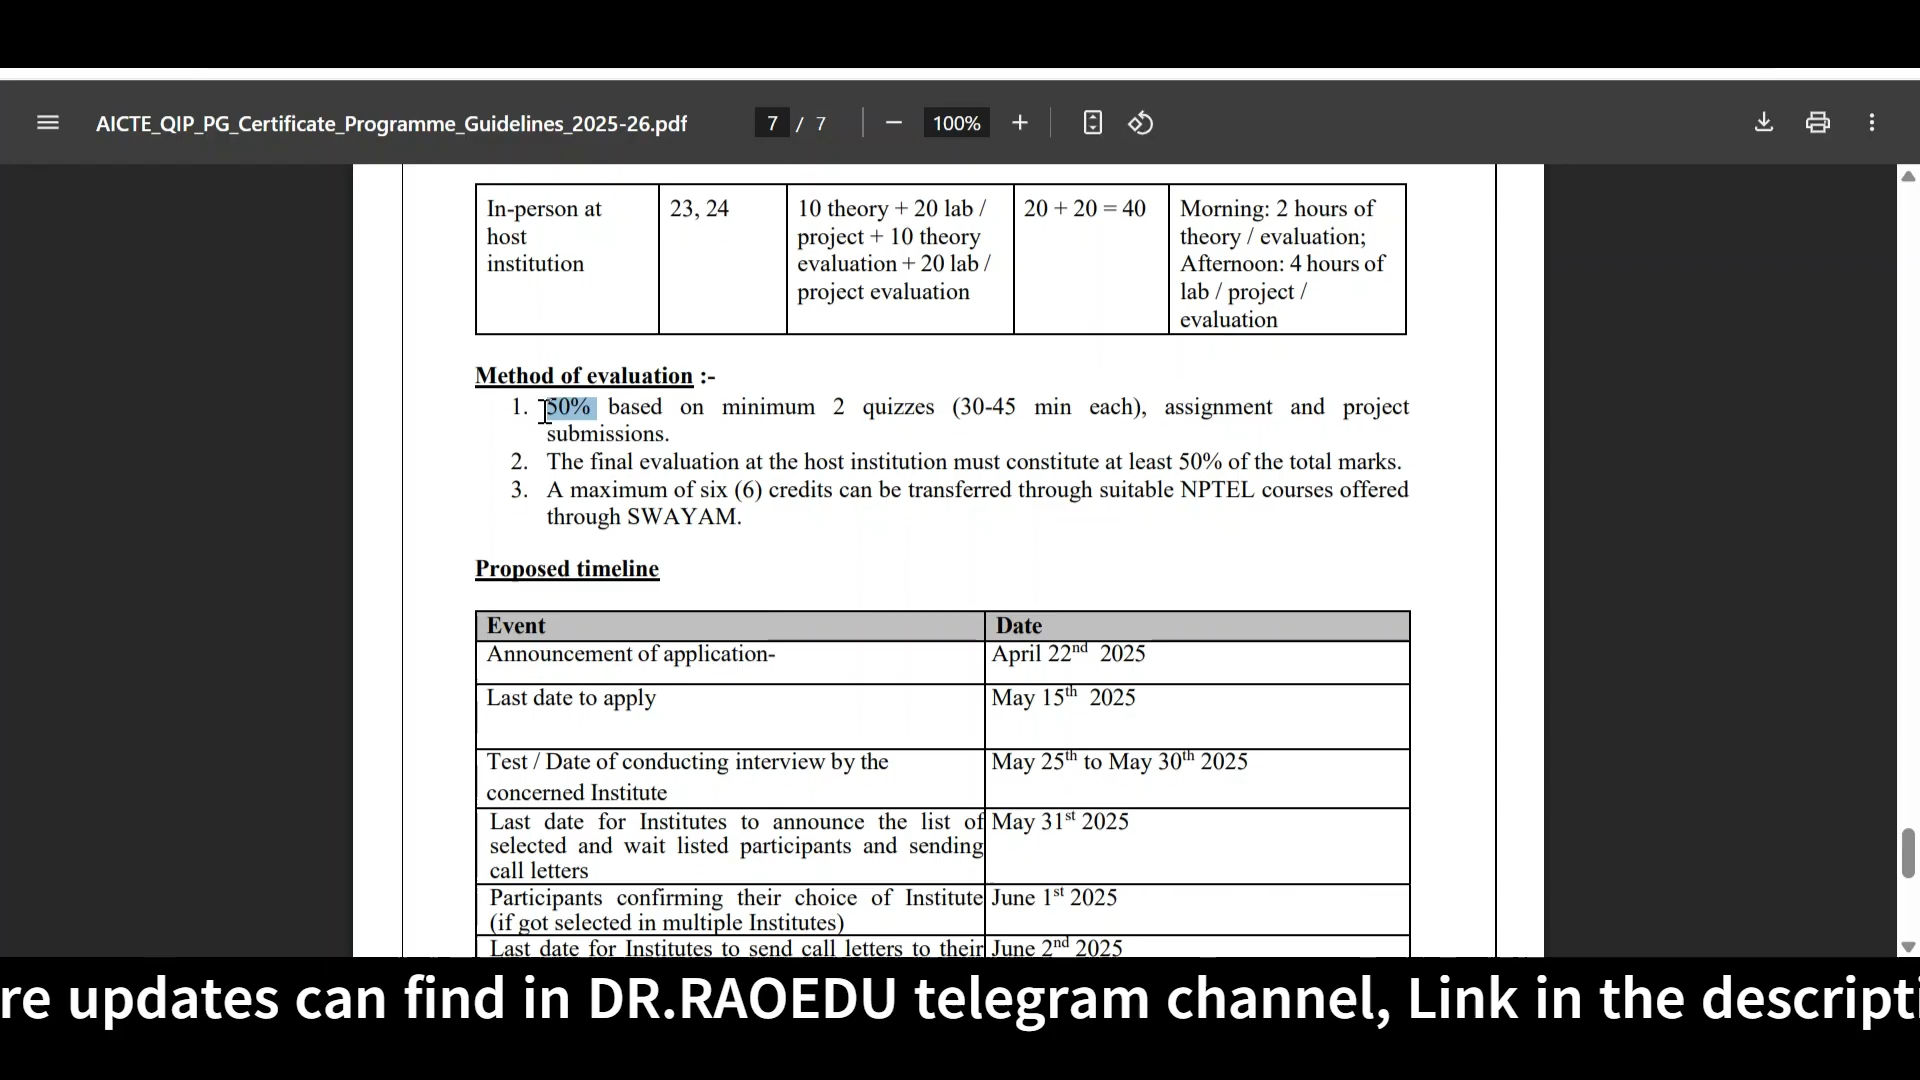 AICTE_QIP_PG_Certificate_Programme_Guidelines_2025-26.pdf
7 / 7
100%
In-person at
host
institution
23, 24
10 theory + 20 lab /
project + 10 theory
evaluation + 20 lab /
project evaluation
20 + 20 = 40
Morning: 2 hours of
theory / evaluation;
Afternoon: 4 hours of
lab / project /
evaluation
Method of evaluation :-
1. 50% based on minimum 2 quizzes (30-45 min each), assignment and project
submissions.
2. The final evaluation at the host institution must constitute at least 50% of the total marks.
3. A maximum of six (6) credits can be transferred through suitable NPTEL courses offered
through SWAYAM.
Proposed timeline
Event
Date
Announcement of application-
April 22nd 2025
Last date to apply
May 15th 2025
Test / Date of conducting interview by the
concerned Institute
May 25th to May 30th 2025
Last date for Institutes to announce the list of
selected and wait listed participants and sending
call letters
May 31st 2025
Participants confirming their choice of Institute
(if got selected in multiple Institutes)
June 1st 2025
Last date for Institutes to send call letters to their
June 2nd 2025
re updates can find in DR.RAOEDU telegram channel, Link in the descripti